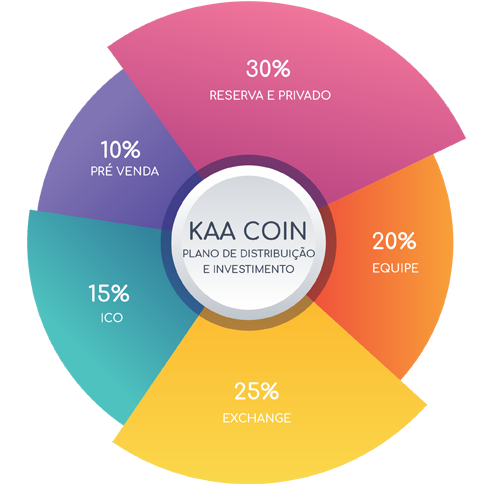 30%
RESERVA E PRIVADO
10%
PRÉ VENDA
KAA COIN
PLANO DE DISTRIBUIÇÃO
E INVESTIMENTO
20%
EQUIPE
15%
ICO
25%
EXCHANGE